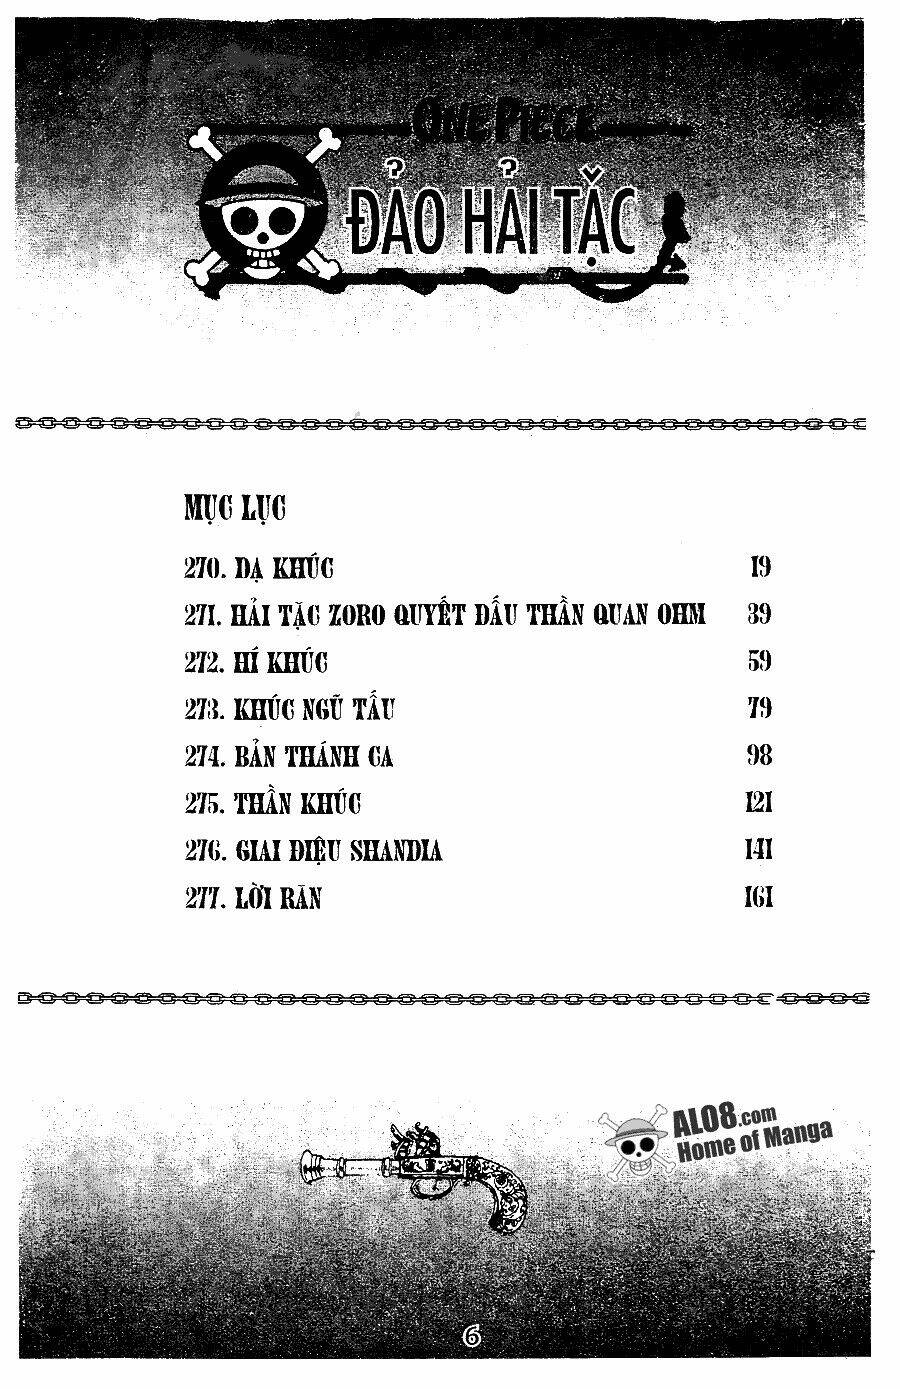 ONE PIECE
ĐẢO HẢI TẶC
MỤC LỤC
270. DẠ KHÚC 19
271. HẢI TẶC ZORO QUYẾT ĐẤU THẦN QUAN OHM 39
272. HÍ KHÚC 59
273. KHÚC NGŨ TẤU 79
274. BẢN THÁNH CA 98
275. THẦN KHÚC 121
276. GIAI ĐIỆU SHANDIA 141
277. LỜI RĂN 161
ALO8.com
Home of Manga
6